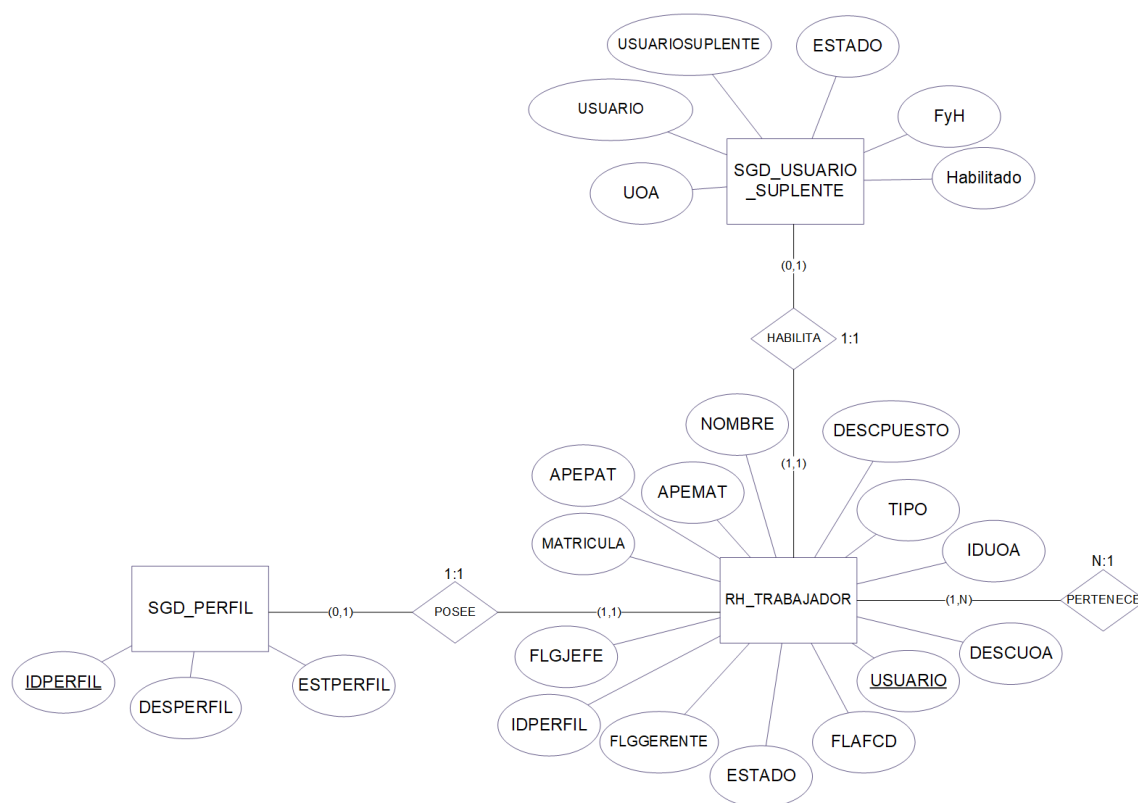 USUARIOSUPLENTE
ESTADO
USUARIO
FyH
SGD_USUARIO
_SUPLENTE
Habilitado
UOA
(0,1)
HABILITA
1:1
NOMBRE
DESCPUESTO
(1,1)
APEPAT
APEMAT
TIPO
MATRICULA
IDUOA
1:1
N:1
SGD_PERFIL
(0,1)
POSEE
(1,1)
RH_TRABAJADOR
(1,N)
PERTENECE
FLGJEFE
DESCUOA
IDPERFIL
ESTPERFIL
USUARIO
DESPERFIL
IDPERFIL
FLGGERENTE
FLAFCD
ESTADO